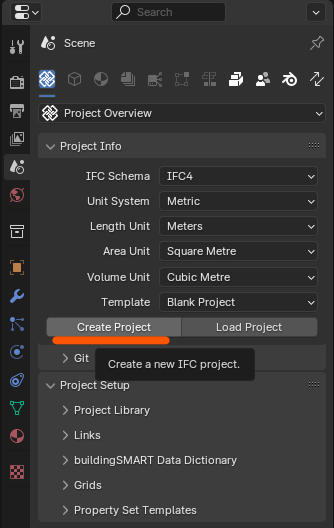 Search
Scene
Project Overview
Project Info
IFC Schema IFC4
Unit System Metric
Length Unit Meters
Area Unit Square Metre
Volume Unit Cubic Metre
Template Blank Project
Create Project Load Project
Git
Create a new IFC project.
Project Setup
Project Library
Links
buildingSMART Data Dictionary
Grids
Property Set Templates